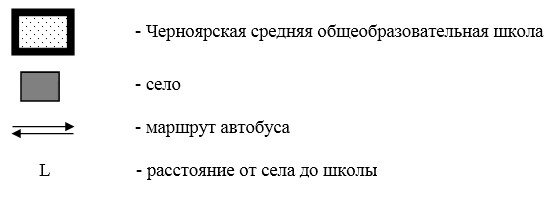 - Черноярская средняя общеобразовательная школа
- село
- маршрут автобуса
L - расстояние от села до школы